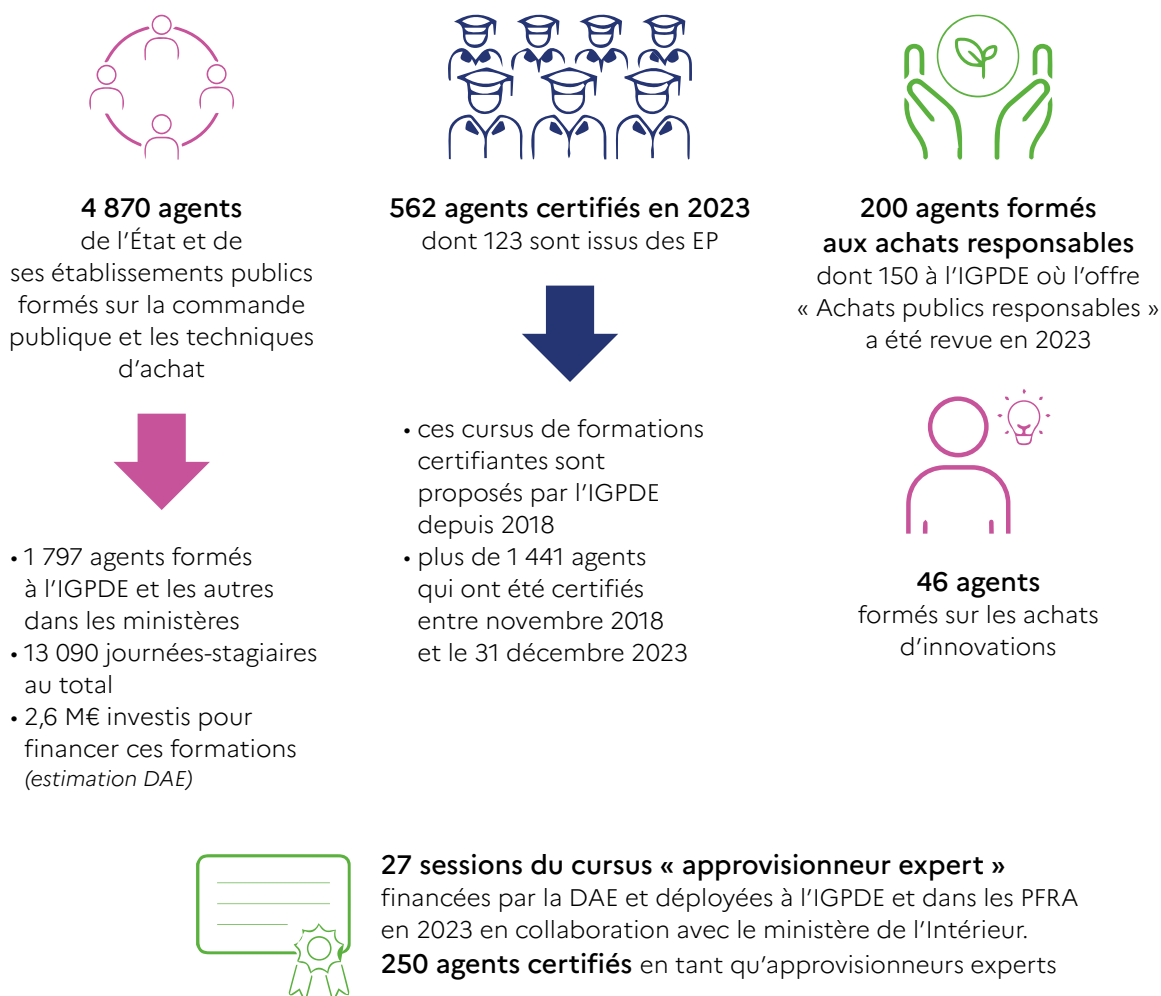 4 870 agents
de l’État et de
ses établissements publics
formés sur la commande
publique et les techniques
d’achat
• 1 797 agents formés
à l’IGPDE et les autres
dans les ministères
• 13 090 journées-stagiaires
au total
• 2,6 M€ investis pour
financer ces formations
(estimation DAE)
562 agents certifiés en 2023
dont 123 sont issus des EP
• ces cursus de formations
certifiantes sont
proposés par l’IGPDE
depuis 2018
• plus de 1 441 agents
qui ont été certifiés
entre novembre 2018
et le 31 décembre 2023
200 agents formés
aux achats responsables
dont 150 à l’IGPDE où l’offre
« Achats publics responsables »
a été revue en 2023
46 agents
formés sur les achats
d’innovations
27 sessions du cursus « approvisionneur expert »
financées par la DAE et déployées à l’IGPDE et dans les PFRA
en 2023 en collaboration avec le ministère de l’Intérieur.
250 agents certifiés en tant qu’approvisionneurs experts